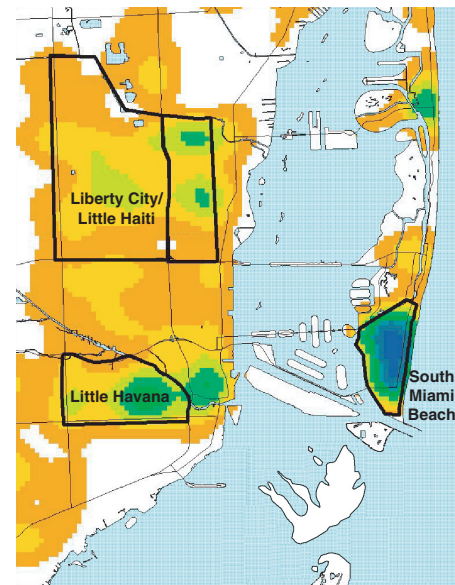 Liberty City/
Little Haiti
Little Havana
South
Miami
Beach